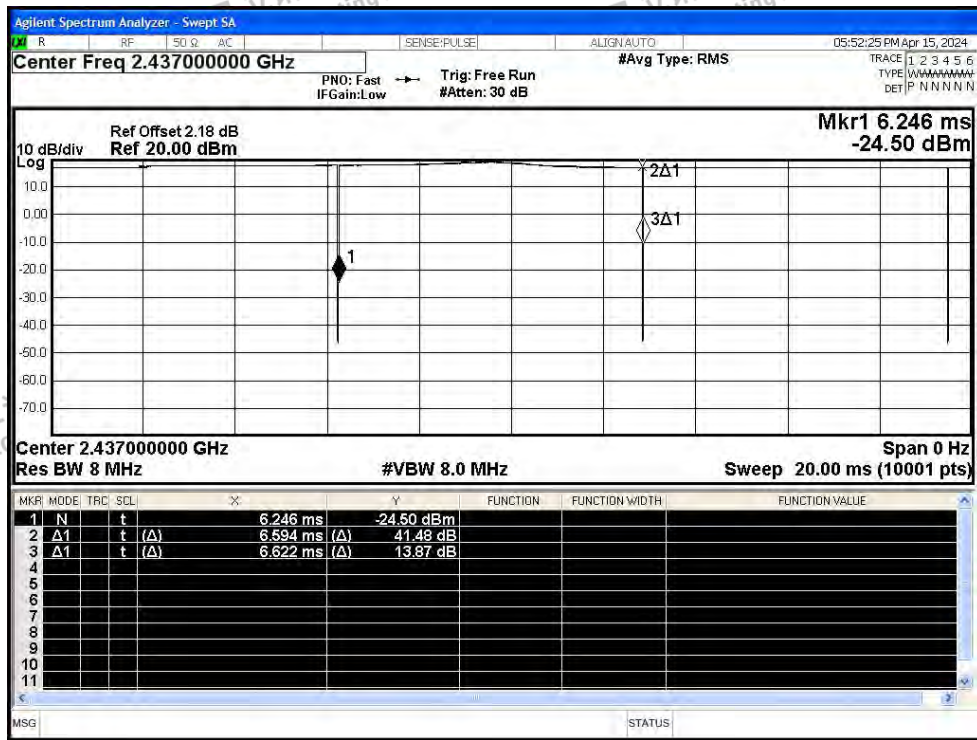 Agilent Spectrum Analyzer - Swept SA
LXI R RF 50 Ω AC SENSE:PULSE ALIGN AUTO 05:52:25 PM Apr 15, 2024
Center Freq 2.437000000 GHz #Avg Type: RMS TRACE 1 2 3 4 5 6
PNO: Fast Trig: Free Run TYPE WWWWWW
IFGain:Low #Atten: 30 dB DET P N N N N N
Mkr1 6.246 ms
-24.50 dBm
Ref Offset 2.18 dB
10 dB/div Ref 20.00 dBm
Log
10.0
0.00
-10.0
-20.0
-30.0
-40.0
-50.0
-60.0
-70.0
2Δ1
3Δ1
1
Center 2.437000000 GHz Span 0 Hz
Res BW 8 MHz #VBW 8.0 MHz Sweep 20.00 ms (10001 pts)
MKR MODE TRC SCL X Y FUNCTION FUNCTION WIDTH FUNCTION VALUE
1 N t 6.246 ms -24.50 dBm
2 Δ1 t (Δ) 6.594 ms (Δ) 41.48 dB
3 Δ1 t (Δ) 6.622 ms (Δ) 13.87 dB
4
5
6
7
8
9
10
11
MSG STATUS